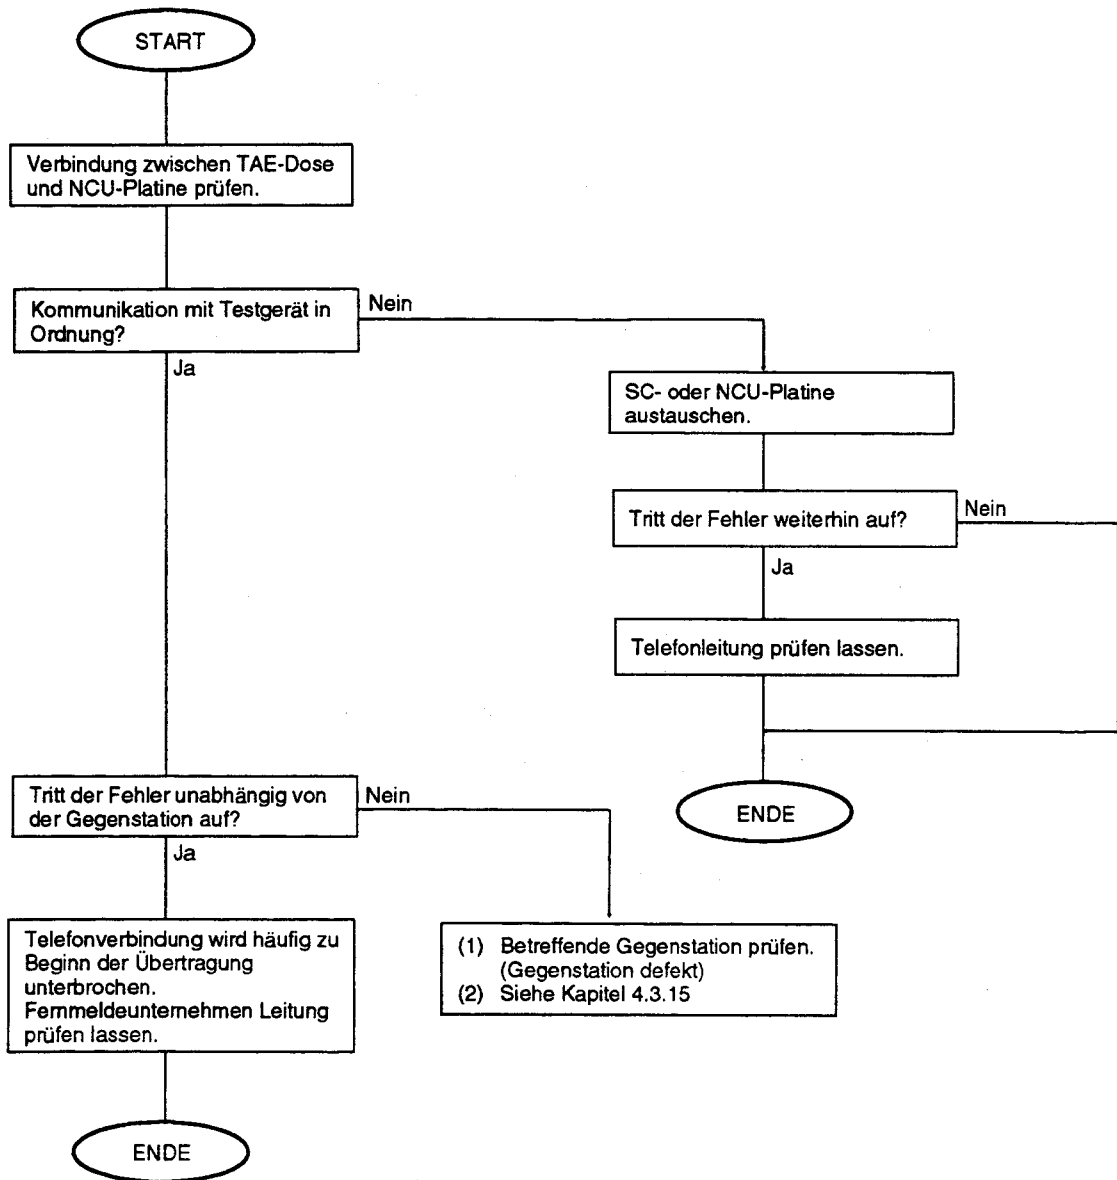 START
Verbindung zwischen TAE-Dose
und NCU-Platine prüfen.
Kommunikation mit Testgerät in
Ordnung?
Nein
Ja
SC- oder NCU-Platine
austauschen.
Tritt der Fehler weiterhin auf?
Nein
Ja
Telefonleitung prüfen lassen.
ENDE
Tritt der Fehler unabhängig von
der Gegenstation auf?
Nein
Ja
Telefonverbindung wird häufig zu
Beginn der Übertragung
unterbrochen.
Fernmeldeunternehmen Leitung
prüfen lassen.
(1) Betreffende Gegenstation prüfen.
(Gegenstation defekt)
(2) Siehe Kapitel 4.3.15
ENDE